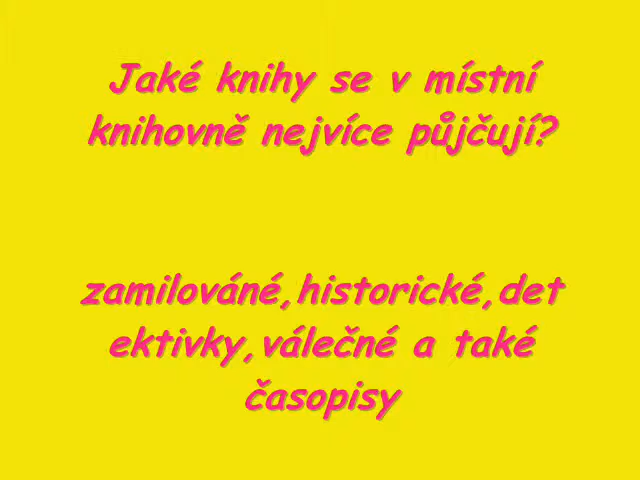 Jaké knihy se v místní
knihovně nejvíce půjčují?
zamilováné,historické,det
ektivky,válečné a také
časopisy